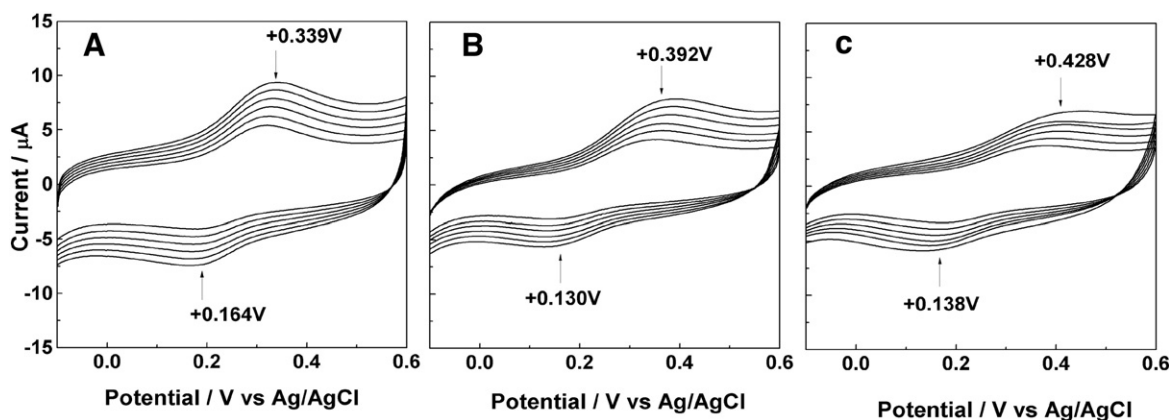 A
+0.339V
+0.164V
15
10
5
0
-5
-10
-15
Current / μA
0.0 0.2 0.4 0.6
Potential / V vs Ag/AgCl
B
+0.392V
+0.130V
0.0 0.2 0.4 0.6
Potential / V vs Ag/AgCl
c
+0.428V
+0.138V
0.0 0.2 0.4 0.6
Potential / V vs Ag/AgCl